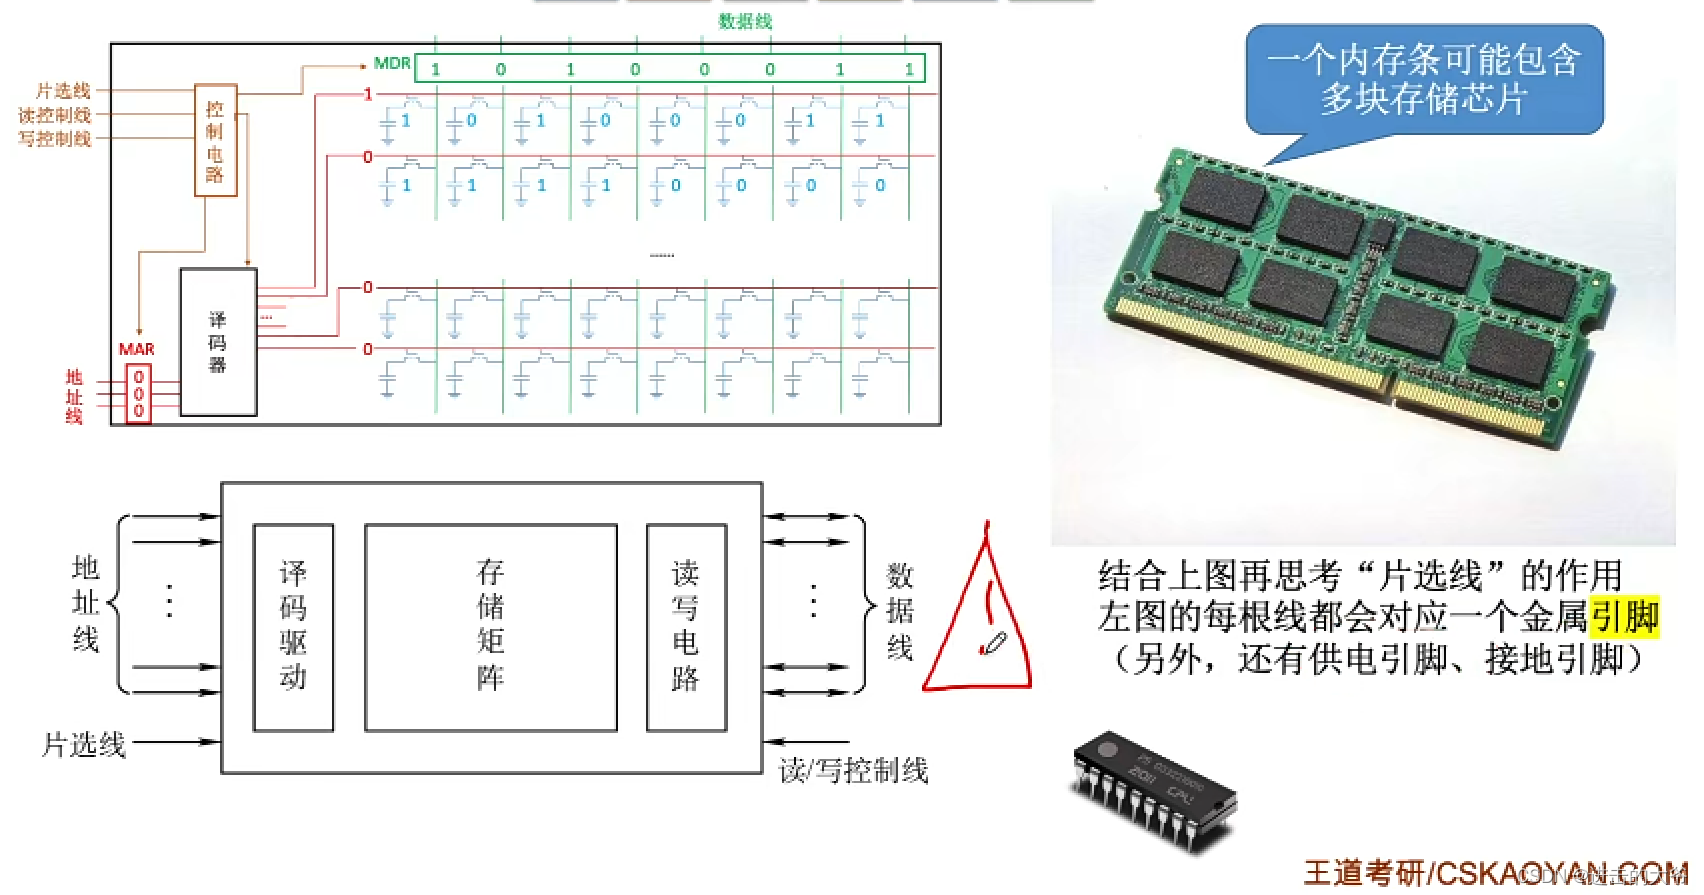 数据线
MDR 1 0 1 0 0 0 1 1
片选线
读控制线
写控制线
控制电路
1
1 0 1 0 0 0 1 1
0
1 1 1 1 0 0 0 0
......
0
0
译码器
...
MAR
地址线
0
0
0
一个内存条可能包含
多块存储芯片
地址线
译码驱动
存储矩阵
读写电路
数据线
片选线
读/写控制线
结合上图再思考“片选线”的作用
左图的每根线都会对应一个金属引脚
（另外，还有供电引脚、接地引脚）
CPU
王道考研/CSKAOYAN.COM